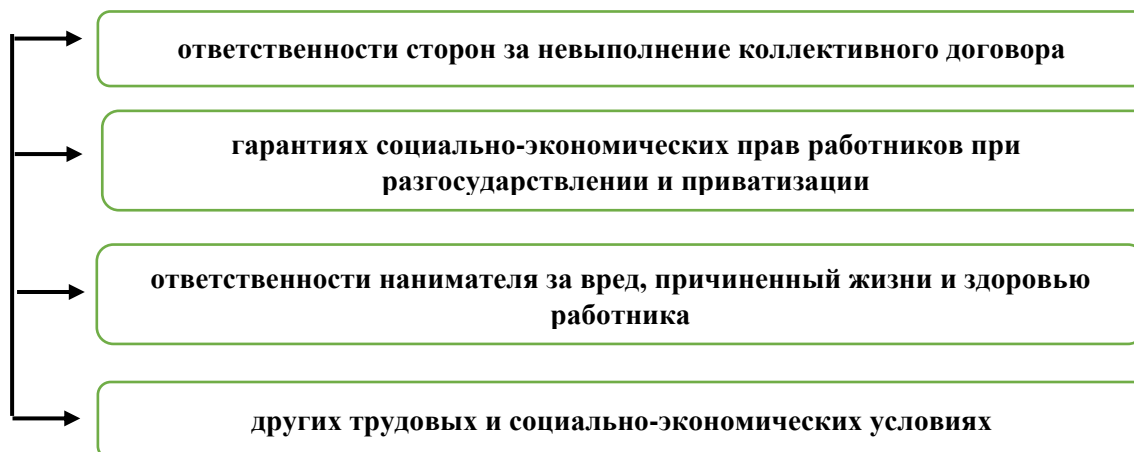 ответственности сторон за невыполнение коллективного договора
гарантиях социально-экономических прав работников при
разгосударствлении и приватизации
ответственности нанимателя за вред, причиненный жизни и здоровью
работника
других трудовых и социально-экономических условиях